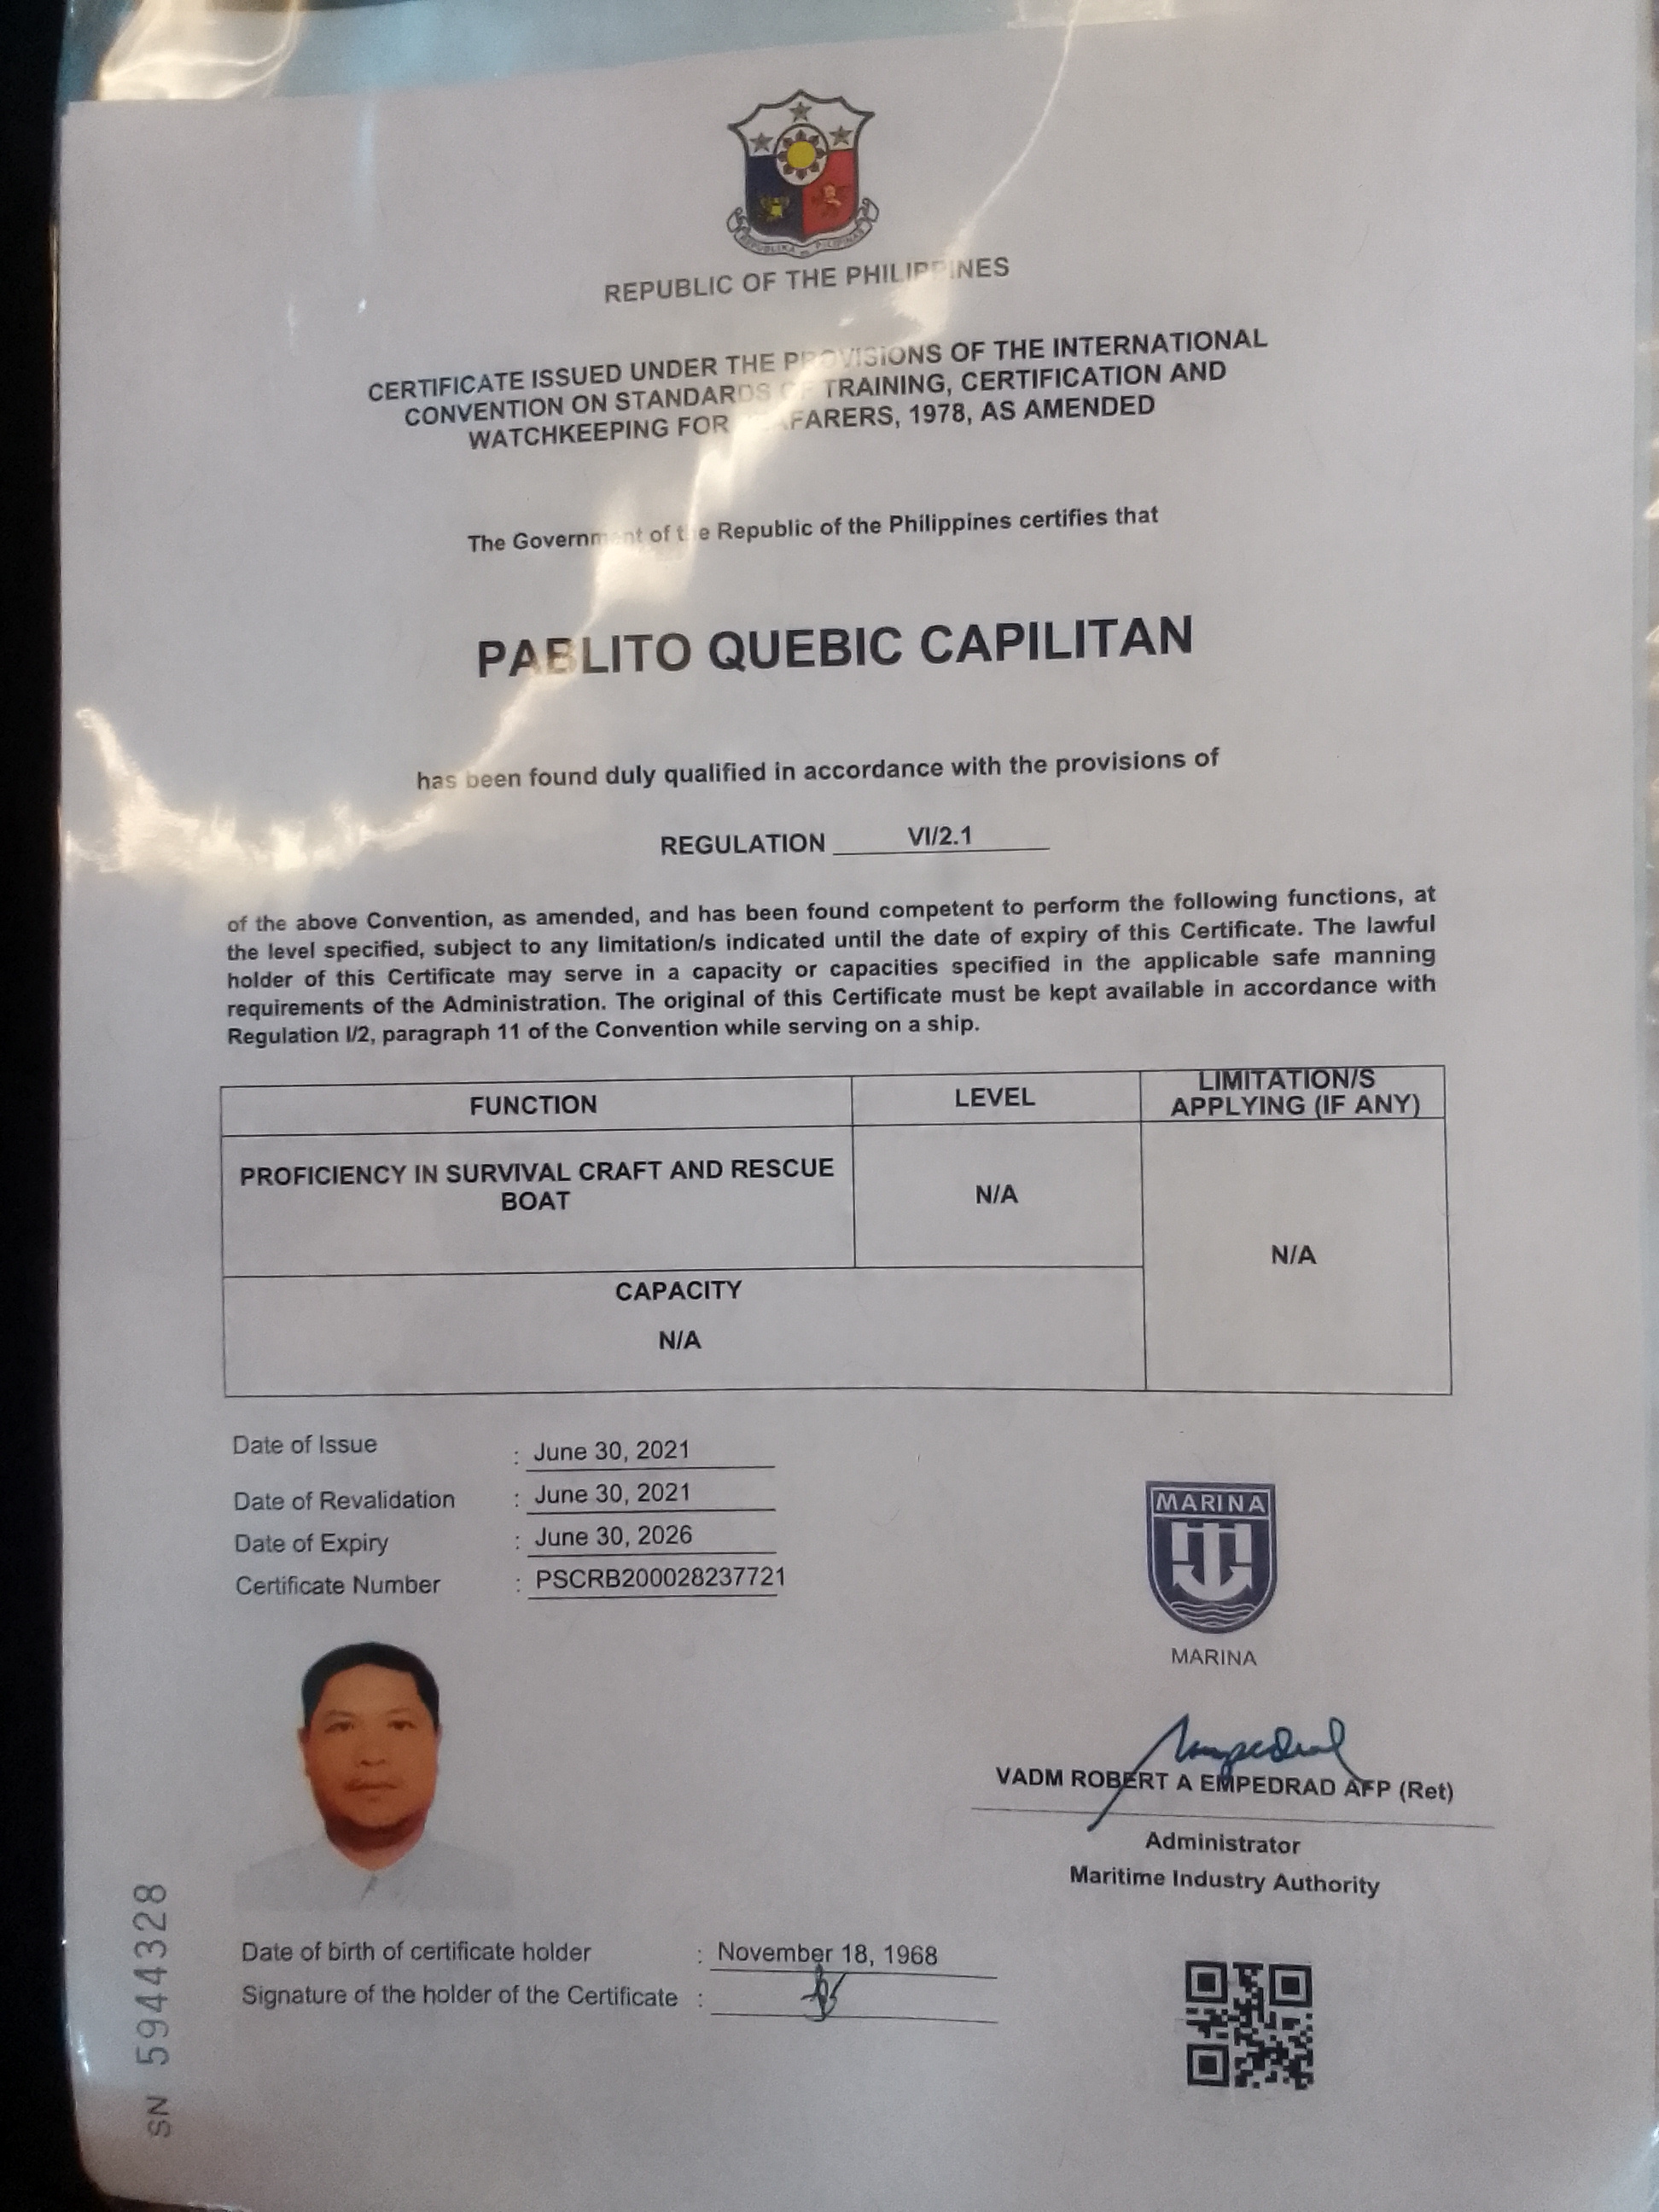 REPUBLIKA NG PILIPINAS
REPUBLIC OF THE PHILIPPINES
CERTIFICATE ISSUED UNDER THE PROVISIONS OF THE INTERNATIONAL
CONVENTION ON STANDARDS OF TRAINING, CERTIFICATION AND
WATCHKEEPING FOR FARERS, 1978, AS AMENDED
The Government of the Republic of the Philippines certifies that
PABLITO QUEBIC CAPILITAN
has been found duly qualified in accordance with the provisions of
REGULATION VI/2.1
of the above Convention, as amended, and has been found competent to perform the following functions, at
the level specified, subject to any limitation/s indicated until the date of expiry of this Certificate. The lawful
holder of this Certificate may serve in a capacity or capacities specified in the applicable safe manning
requirements of the Administration. The original of this Certificate must be kept available in accordance with
Regulation I/2, paragraph 11 of the Convention while serving on a ship.
FUNCTION LEVEL LIMITATION/S
APPLYING (IF ANY)
PROFICIENCY IN SURVIVAL CRAFT AND RESCUE
BOAT
N/A
N/A
CAPACITY
N/A
Date of Issue : June 30, 2021
Date of Revalidation : June 30, 2021
Date of Expiry : June 30, 2026
Certificate Number : PSCRB200028237721
MARINA
MARINA
VADM ROBERT A EMPEDRAD AFP (Ret)
Administrator
Maritime Industry Authority
Date of birth of certificate holder : November 18, 1968
Signature of the holder of the Certificate :
SN 5944328